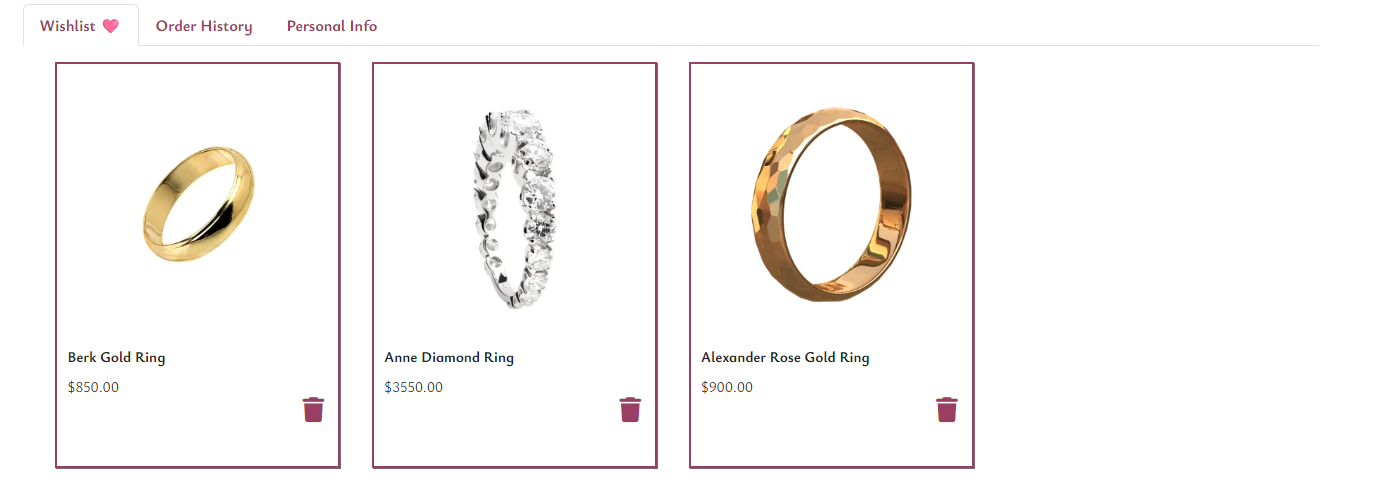 Wishlist 💗 Order History Personal Info
Berk Gold Ring
$850.00
Anne Diamond Ring
$3550.00
Alexander Rose Gold Ring
$900.00